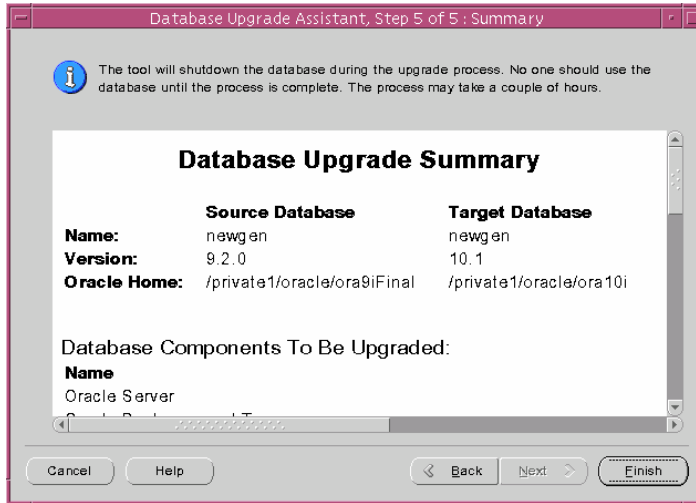 Database Upgrade Assistant, Step 5 of 5 : Summary
The tool will shutdown the database during the upgrade process. No one should use the
database until the process is complete. The process may take a couple of hours.
Database Upgrade Summary
Source Database Target Database
Name: newgen newgen
Version: 9.2.0 10.1
Oracle Home: /private1/oracle/ora9iFinal /private1/oracle/ora10i
Database Components To Be Upgraded:
Name
Oracle Server
Cancel Help Back Next Finish